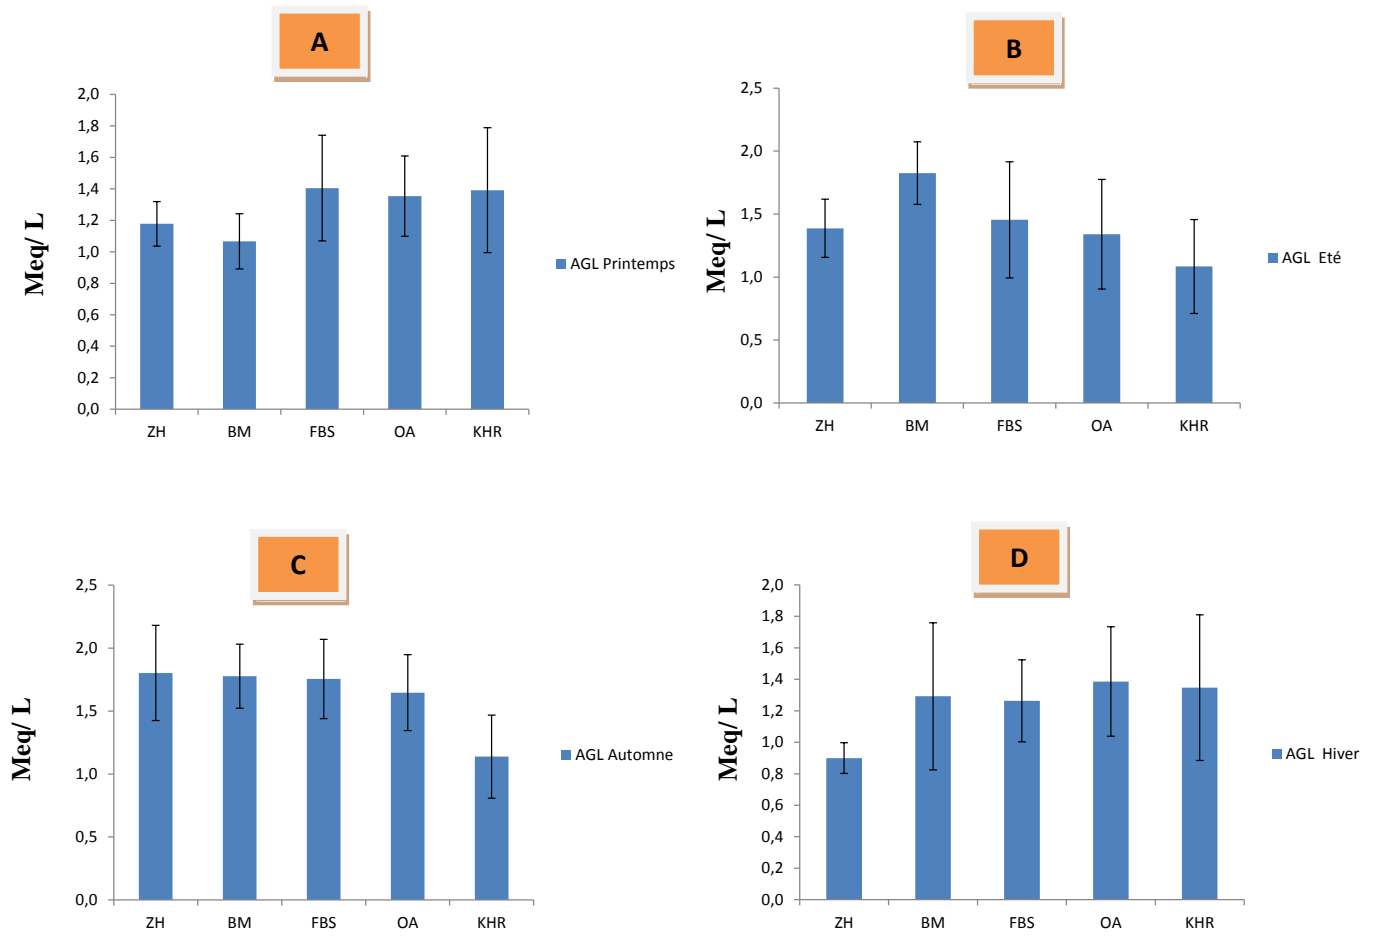 A
2,0
1,8
1,6
1,4
1,2
1,0
0,8
0,6
0,4
0,2
0,0
Meq/ L
ZH BM FBS OA KHR
AGL Printemps
B
2,5
2,0
1,5
1,0
0,5
0,0
Meq/ L
ZH BM FBS OA KHR
AGL Eté
C
2,5
2,0
1,5
1,0
0,5
0,0
Meq/ L
ZH BM FBS OA KHR
AGL Automne
D
2,0
1,8
1,6
1,4
1,2
1,0
0,8
0,6
0,4
0,2
0,0
Meq/ L
ZH BM FBS OA KHR
AGL Hiver